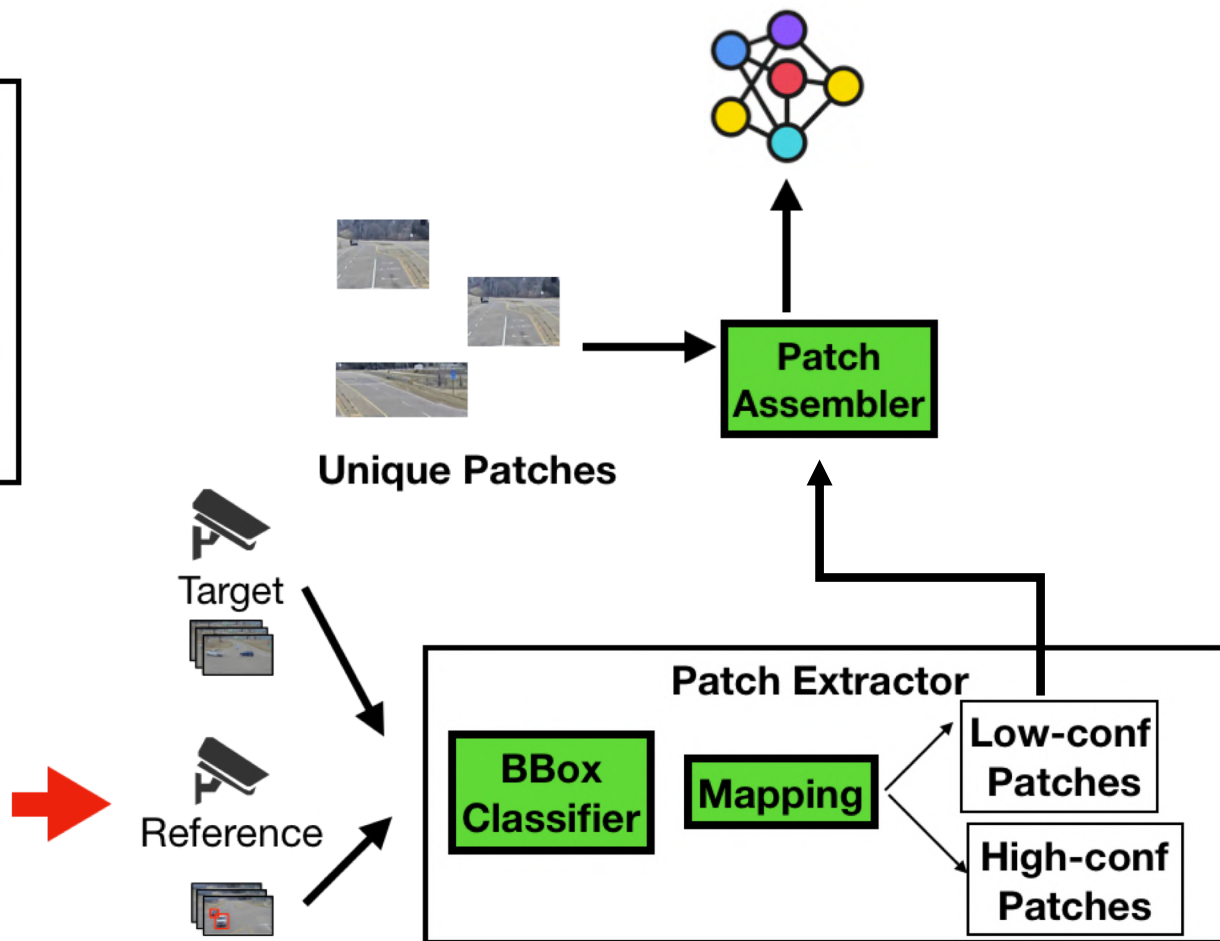 Patch
Assembler
Unique Patches
Target
Patch Extractor
BBox
Classifier
Mapping
Low-conf
Patches
Reference
High-conf
Patches